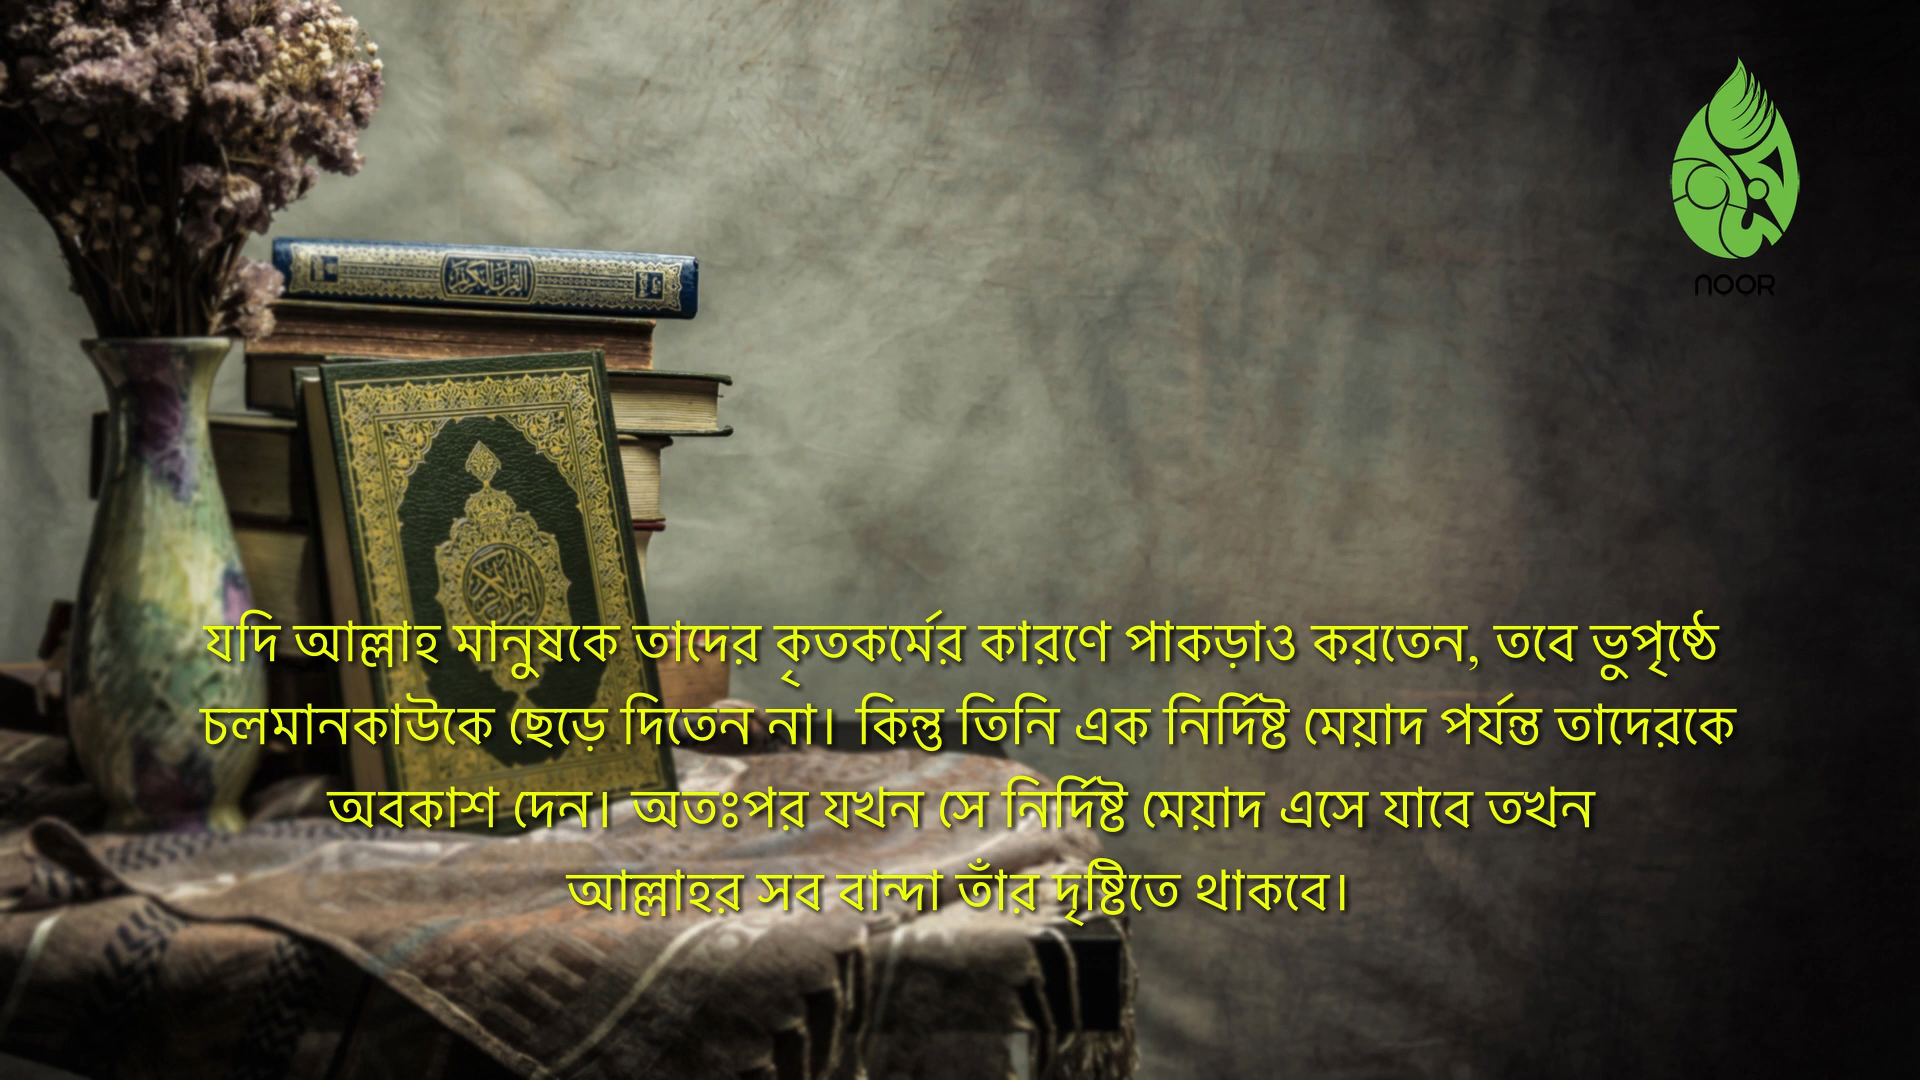 NOOR
যদি আল্লাহ মানুষকে তাদের কৃতকর্মের কারণে পাকড়াও করতেন, তবে ভুপৃষ্ঠে
চলমানকাউকে ছেড়ে দিতেন না। কিন্তু তিনি এক নির্দিষ্ট মেয়াদ পর্যন্ত তাদেরকে
অবকাশ দেন। অতঃপর যখন সে নির্দিষ্ট মেয়াদ এসে যাবে তখন
আল্লাহর সব বান্দা তাঁর দৃষ্টিতে থাকবে।